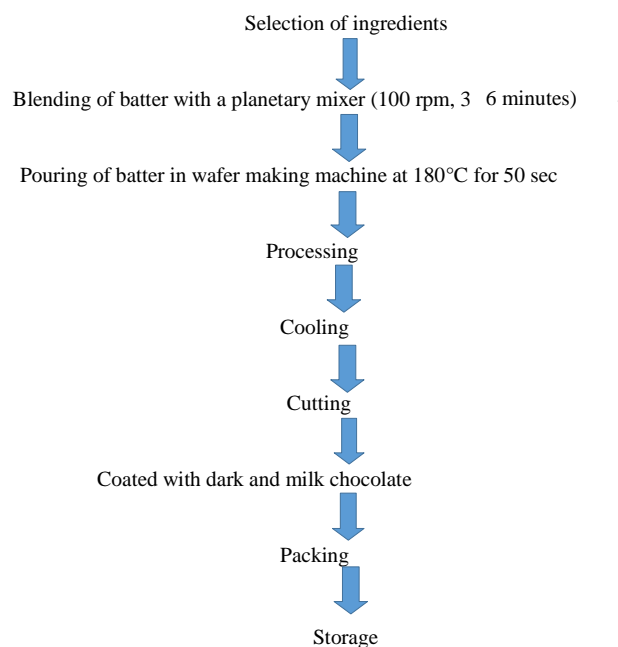 Selection of ingredients
Blending of batter with a planetary mixer (100 rpm, 3 6 minutes)
Pouring of batter in wafer making machine at 180°C for 50 sec
Processing
Cooling
Cutting
Coated with dark and milk chocolate
Packing
Storage